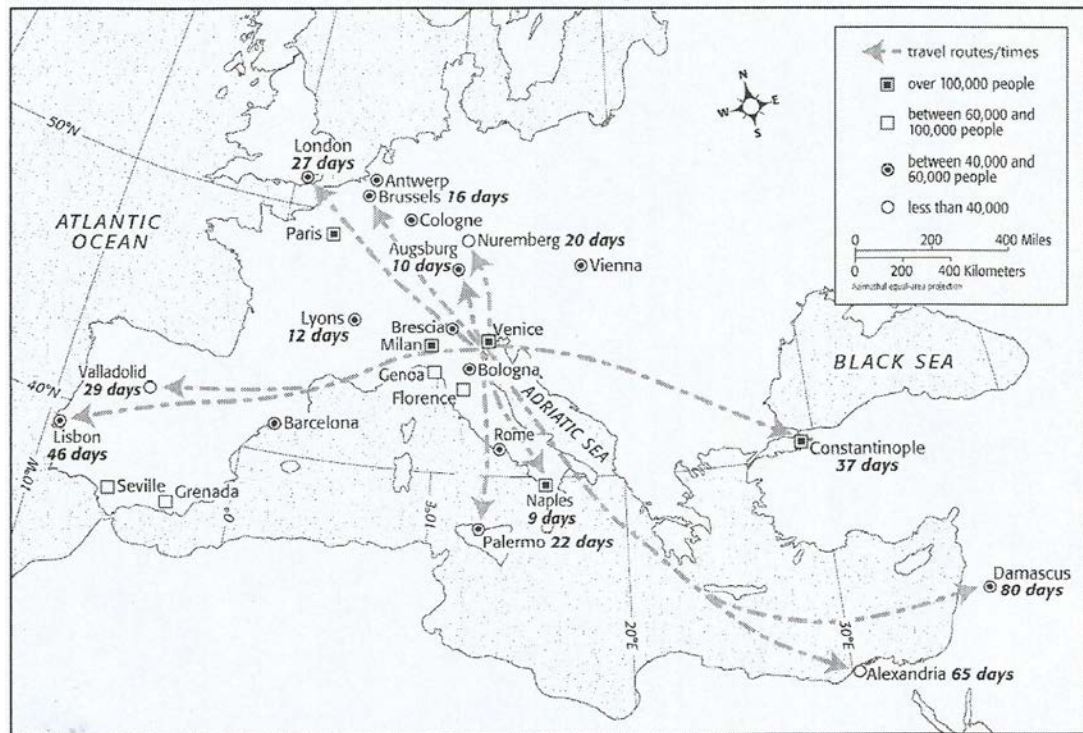 travel routes/times
over 100,000 people
between 60,000 and
100,000 people
between 40,000 and
60,000 people
less than 40,000
0 200 400 Miles
0 200 400 Kilometers
Azimuthal equal-area projection
N
W E
S
50°N
London
27 days
Antwerp
Brussels 16 days
ATLANTIC
OCEAN
Cologne
Paris
Nuremberg 20 days
Augsburg
10 days
Vienna
Lyons
12 days
Brescia
Venice
Milan
BLACK SEA
Genoa
Bologna
Florence
Valladolid
29 days
40°N
ADRIATIC SEA
Barcelona
Lisbon
46 days
Rome
Constantinople
37 days
10°W
Seville
Grenada
Naples
9 days
0°
10°E
Palermo 22 days
Damascus
80 days
20°E
30°E
Alexandria 65 days